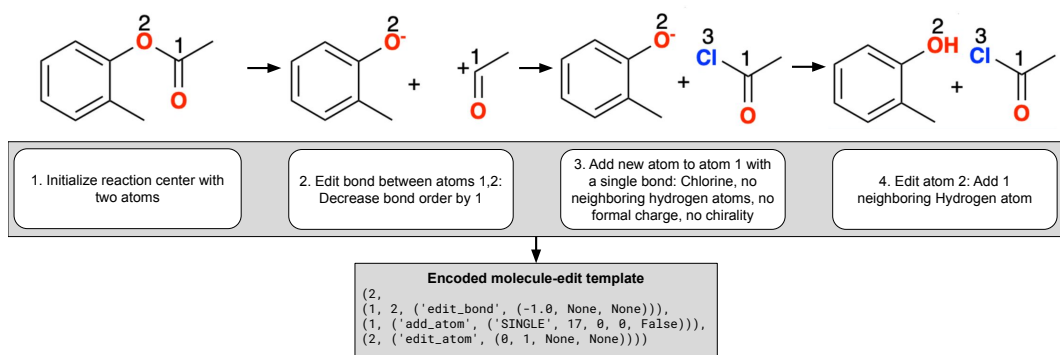 2
O
1
O
2
O-
+
+
1
O
2
O-
3
Cl
1
+
O
2
OH
3
Cl
1
+
O
1. Initialize reaction center with
two atoms
2. Edit bond between atoms 1,2:
Decrease bond order by 1
3. Add new atom to atom 1 with
a single bond: Chlorine, no
neighboring hydrogen atoms, no
formal charge, no chirality
4. Edit atom 2: Add 1
neighboring Hydrogen atom
Encoded molecule-edit template
(2,
(1, 2, ('edit_bond', (-1.0, None, None))),
(1, ('add_atom', ('SINGLE', 17, 0, 0, False))),
(2, ('edit_atom', (0, 1, None, None))))